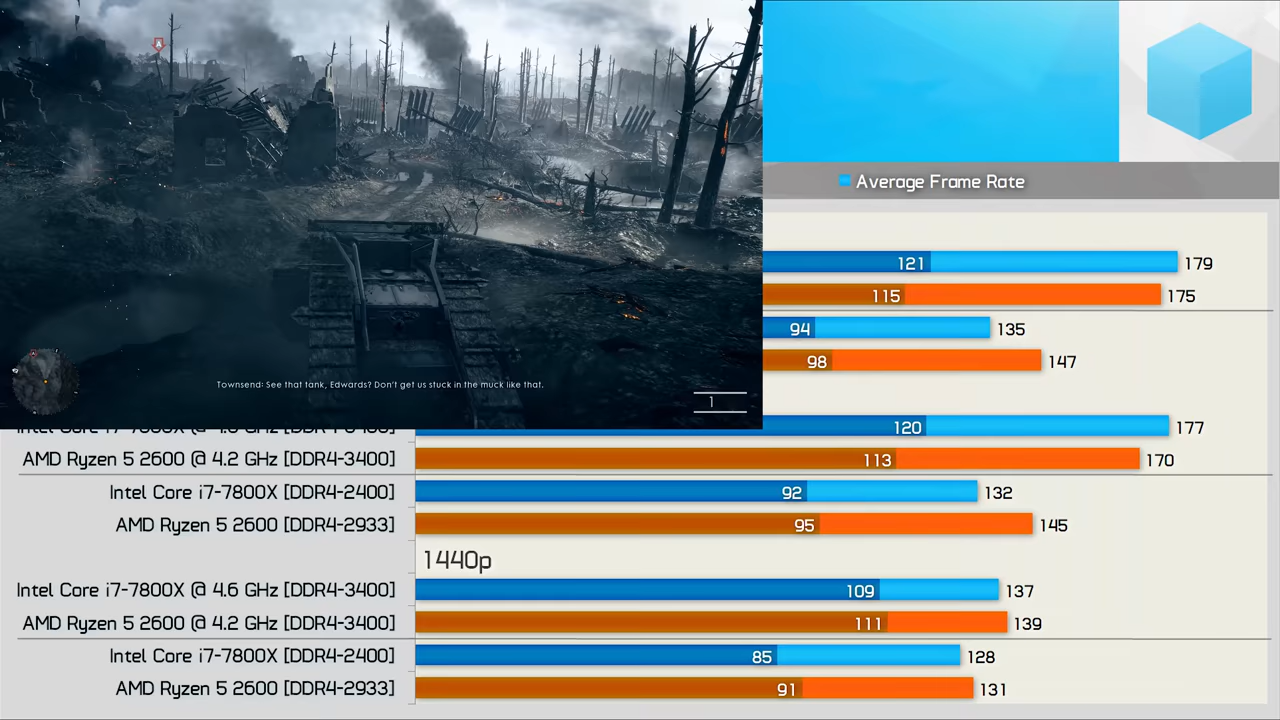 A
Townsend: See that tank, Edwards? Don't get us stuck in the muck like that.
1
Average Frame Rate
121 179
115 175
94 135
98 147
120 177
AMD Ryzen 5 2600 @ 4.2 GHz [DDR4-3400] 113 170
Intel Core i7-7800X [DDR4-2400] 92 132
AMD Ryzen 5 2600 [DDR4-2933] 95 145
1440p
Intel Core i7-7800X @ 4.6 GHz [DDR4-3400] 109 137
AMD Ryzen 5 2600 @ 4.2 GHz [DDR4-3400] 111 139
Intel Core i7-7800X [DDR4-2400] 85 128
AMD Ryzen 5 2600 [DDR4-2933] 91 131